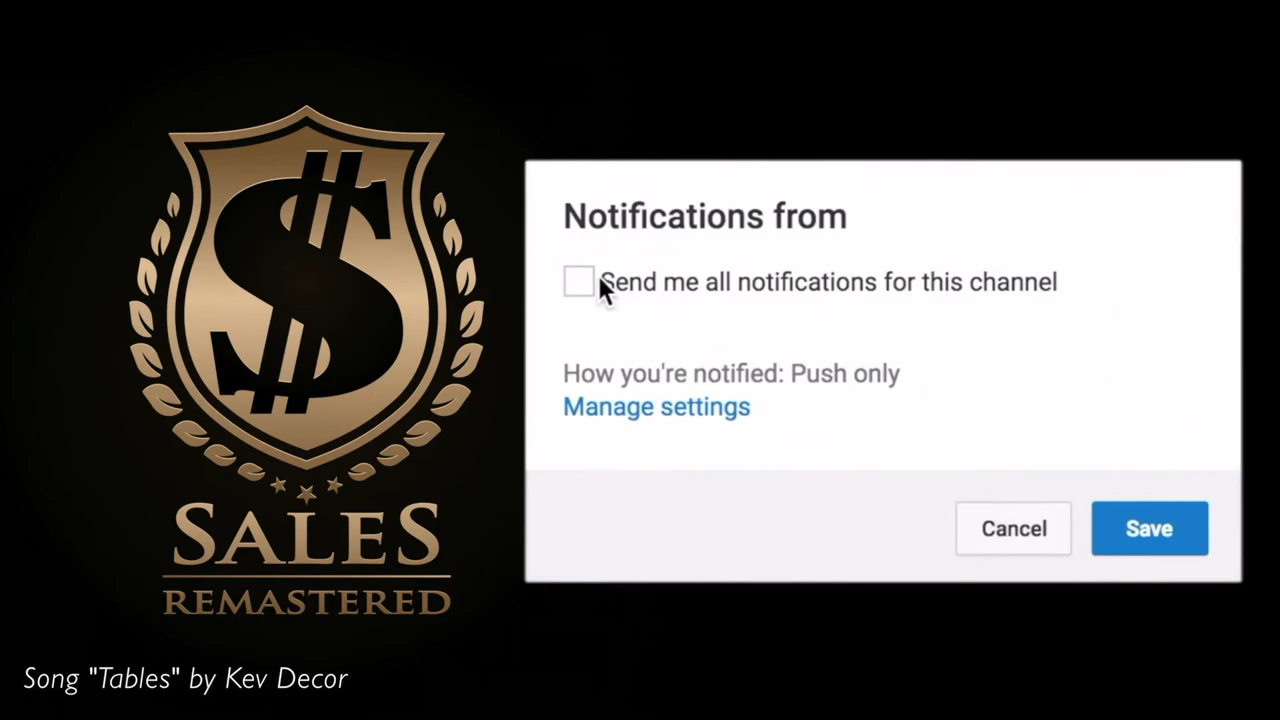 SALES
REMASTERED
Notifications from
Send me all notifications for this channel
How you're notified: Push only
Manage settings
Cancel
Save
Song "Tables" by Kev Decor